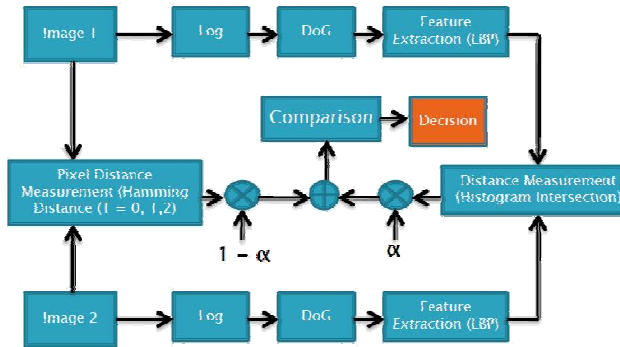 Image 1
Log
DoG
Feature
Extraction (LBP)
Comparison
Decision
Pixel Distance
Measurement (Hamming
Distance (T = 0, 1,2)
Distance Measurement
(Histogram Intersection)
1 - α
α
Image 2
Log
DoG
Feature
Extraction (LBP)